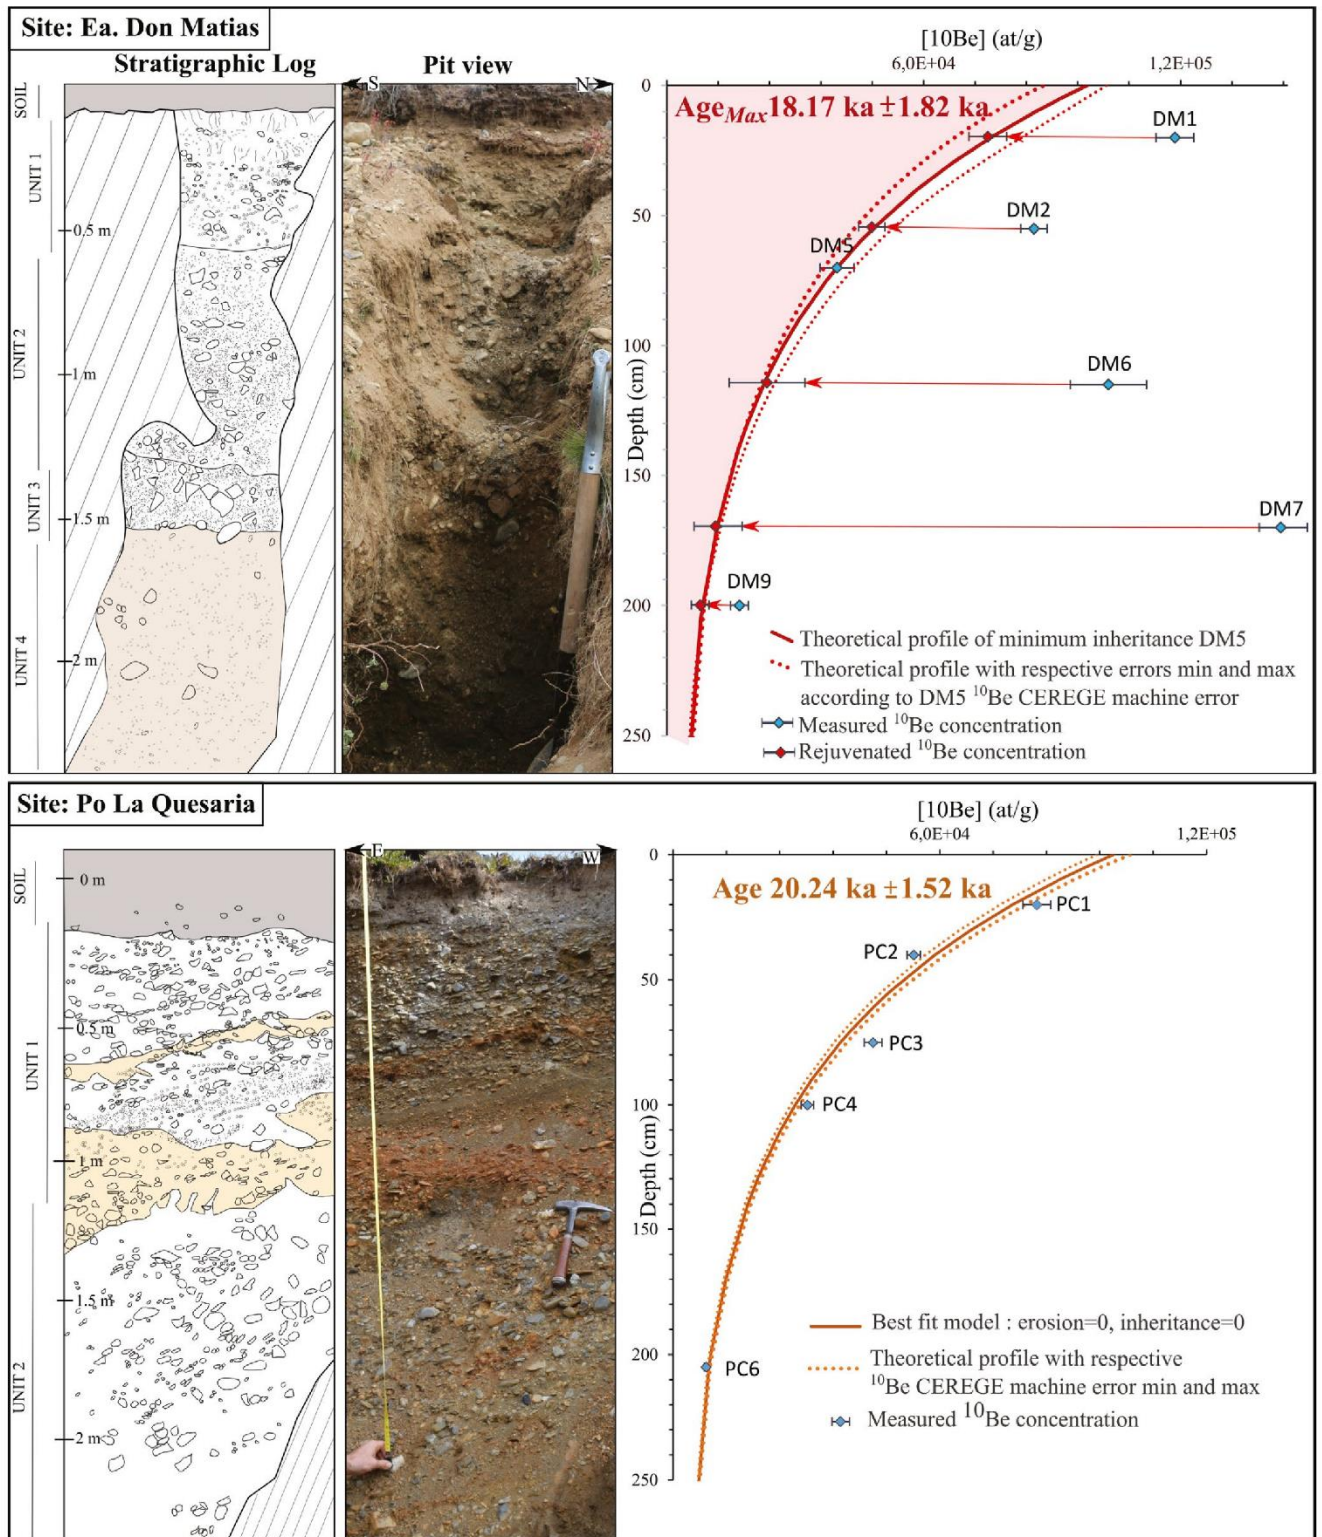 Site: Ea. Don Matias
Stratigraphic Log
Pit view
S
N
SOIL
UNIT 1
UNIT 2
UNIT 3
UNIT 4
0.5 m
1 m
1.5 m
2 m
[10Be] (at/g)
6,0E+04
1,2E+05
0
50
100
150
200
250
Depth (cm)
AgeMax 18.17 ka ±1.82 ka
DM1
DM2
DM5
DM6
DM7
DM9
Theoretical profile of minimum inheritance DM5
Theoretical profile with respective errors min and max
according to DM5 ¹⁰Be CEREGE machine error
Measured ¹⁰Be concentration
Rejuvenated ¹⁰Be concentration
Site: Po La Quesaria
E
W
SOIL
UNIT 1
UNIT 2
0 m
0.5 m
1 m
1.5 m
2 m
[10Be] (at/g)
6,0E+04
1,2E+05
0
50
100
150
200
250
Depth (cm)
Age 20.24 ka ±1.52 ka
PC1
PC2
PC3
PC4
PC6
Best fit model : erosion=0, inheritance=0
Theoretical profile with respective
¹⁰Be CEREGE machine error min and max
Measured ¹⁰Be concentration